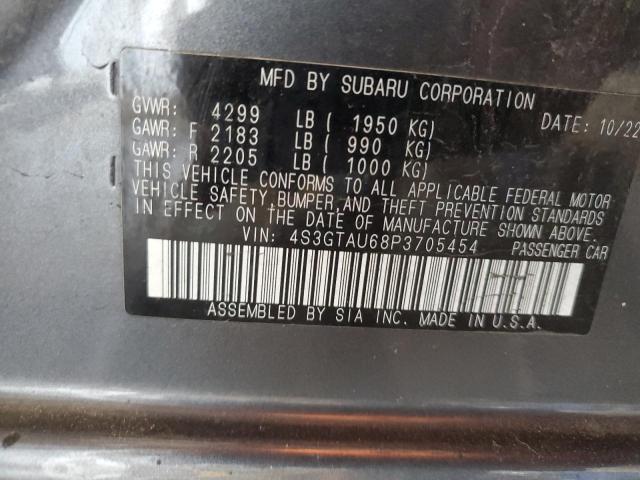 MFD BY SUBARU CORPORATION
GVWR: 4299 LB ( 1950 KG) DATE: 10/22
GAWR: F 2183 LB ( 990 KG)
GAWR: R 2205 LB ( 1000 KG)
THIS VEHICLE CONFORMS TO ALL APPLICABLE FEDERAL MOTOR
VEHICLE SAFETY, BUMPER, AND THEFT PREVENTION STANDARDS
IN EFFECT ON THE DATE OF MANUFACTURE SHOWN ABOVE.
VIN: 4S3GTAU68P3705454 PASSENGER CAR
ASSEMBLED BY SIA INC. MADE IN U.S.A.